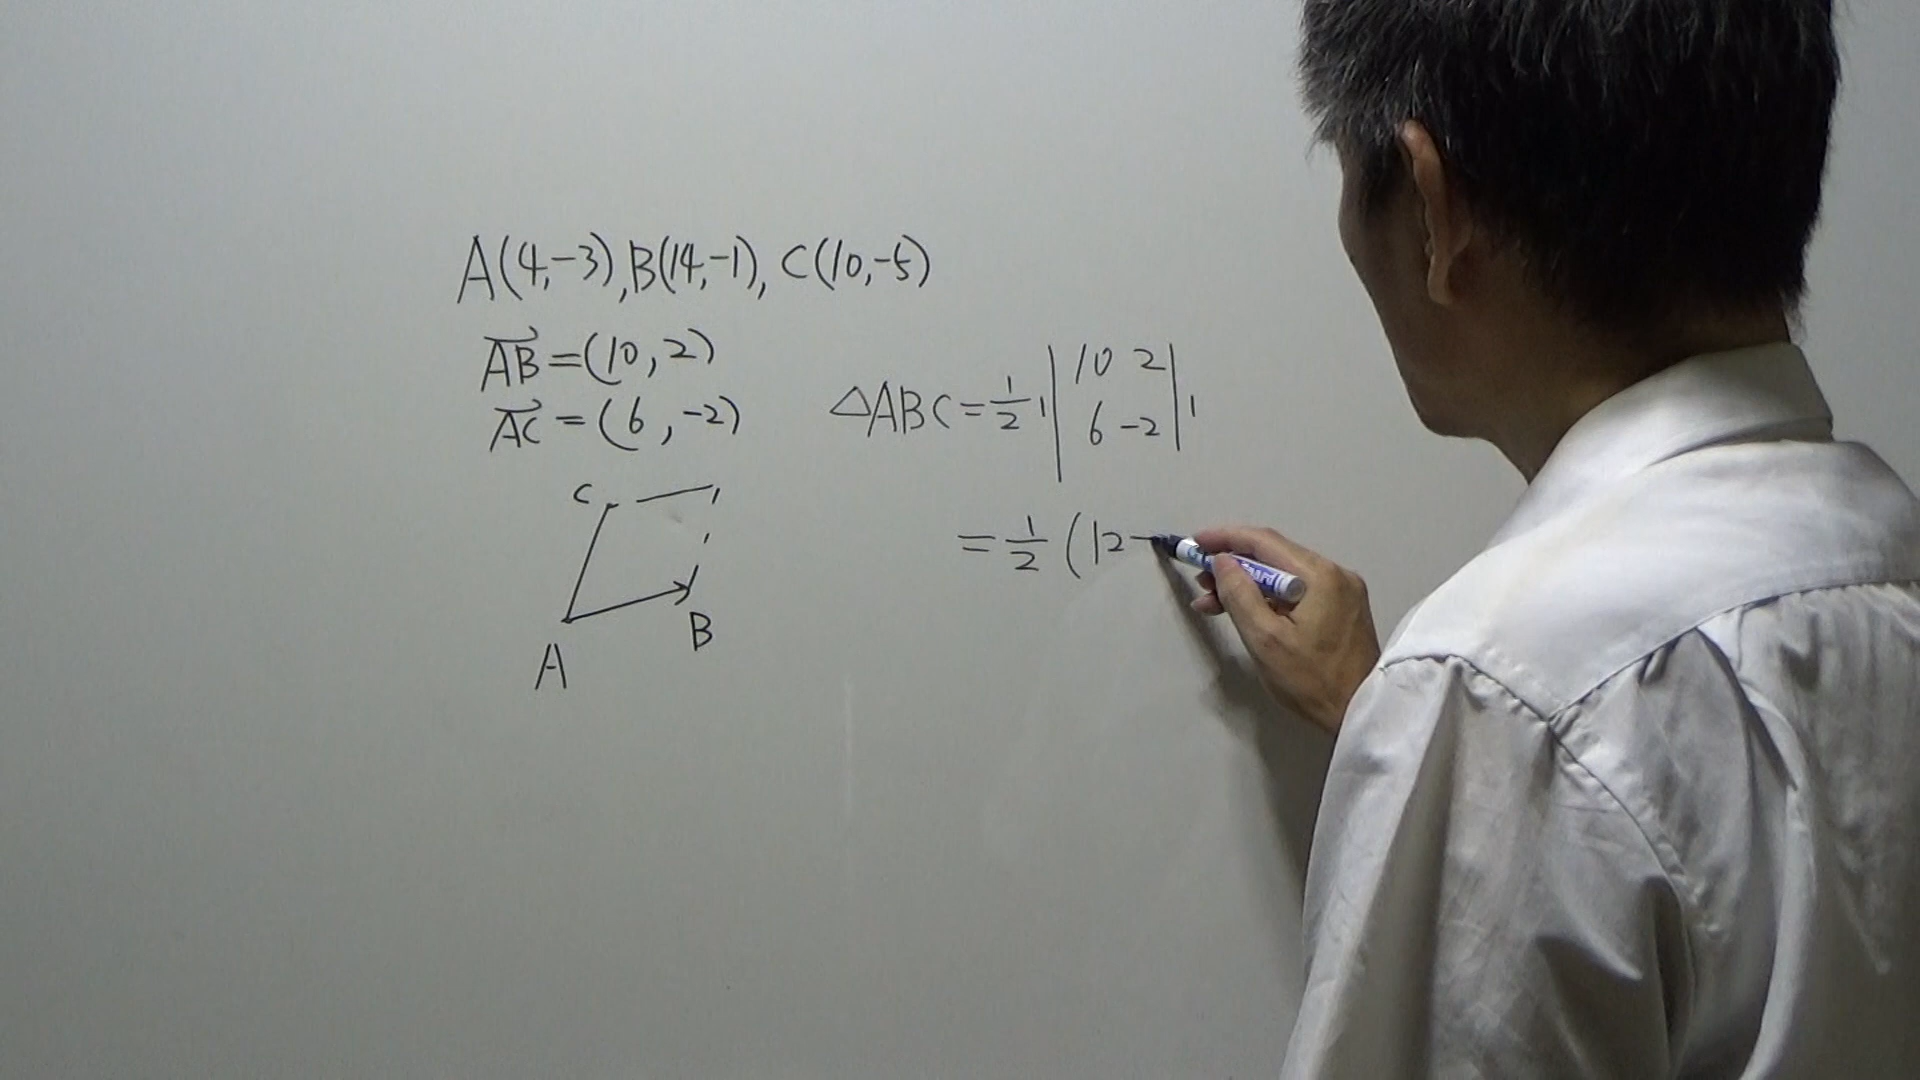 A(4,-3), B(14,-1), C(10,-5)
AB=(10,2)
AC=(6,-2)
△ABC=1/2||10 2
6 -2||
=1/2(12-
C
A
B